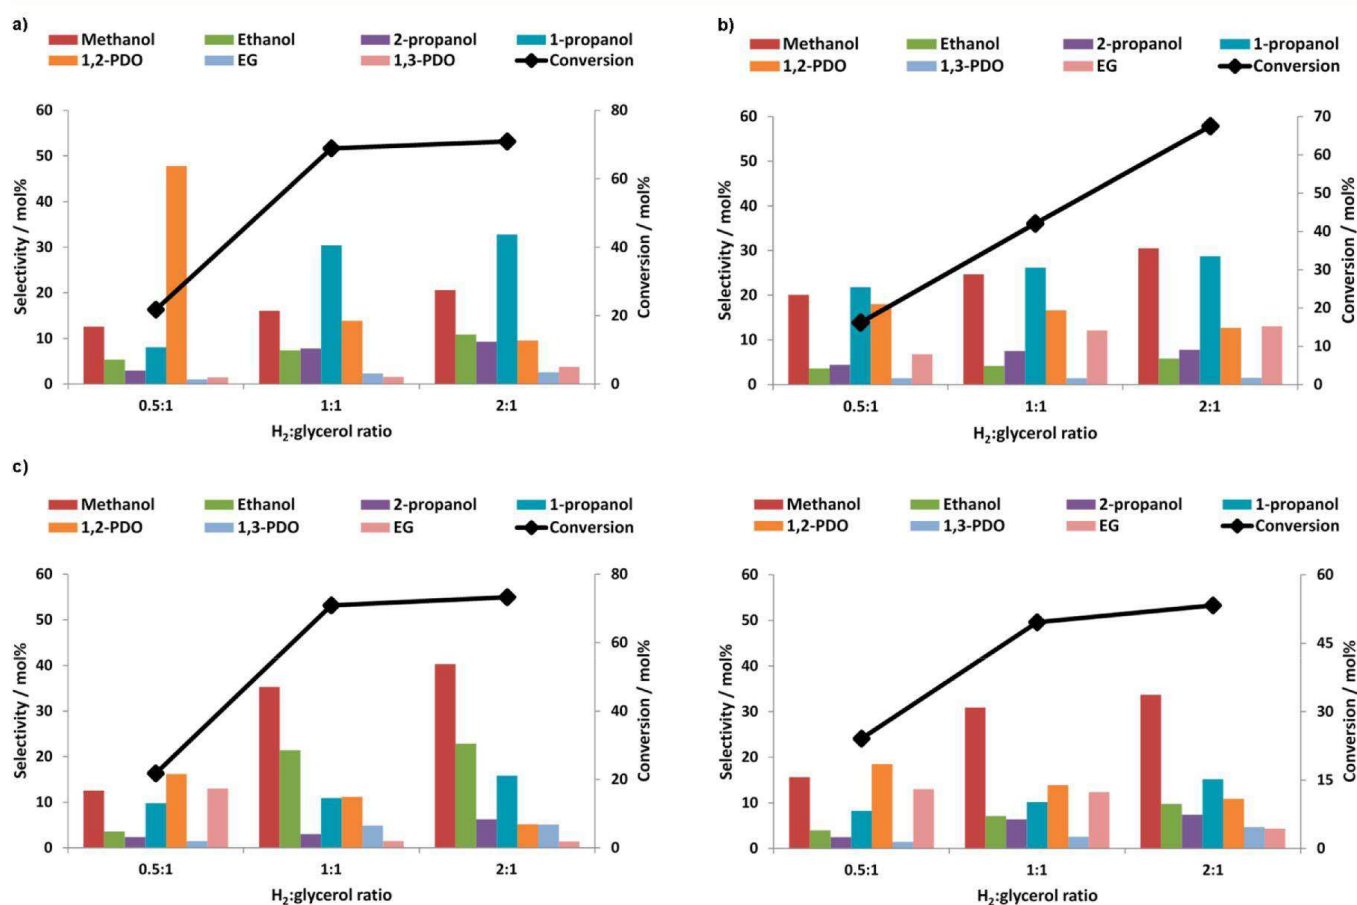 a)
Methanol Ethanol 2-propanol 1-propanol
1,2-PDO EG 1,3-PDO Conversion
Selectivity / mol%
60
50
40
30
20
10
0
80
60
40
20
0
Conversion / mol%
0.5:1 1:1 2:1
H₂:glycerol ratio
b)
Methanol Ethanol 2-propanol 1-propanol
1,2-PDO 1,3-PDO EG Conversion
Selectivity / mol%
60
50
40
30
20
10
0
70
60
50
40
30
20
10
0
Conversion / mol%
0.5:1 1:1 2:1
H₂:glycerol ratio
c)
Methanol Ethanol 2-propanol 1-propanol
1,2-PDO 1,3-PDO EG Conversion
Selectivity / mol%
60
50
40
30
20
10
0
80
60
40
20
0
Conversion / mol%
0.5:1 1:1 2:1
H₂:glycerol ratio
Methanol Ethanol 2-propanol 1-propanol
1,2-PDO 1,3-PDO EG Conversion
Selectivity / mol%
60
50
40
30
20
10
0
60
45
30
15
0
Conversion / mol%
0.5:1 1:1 2:1
H₂:glycerol ratio